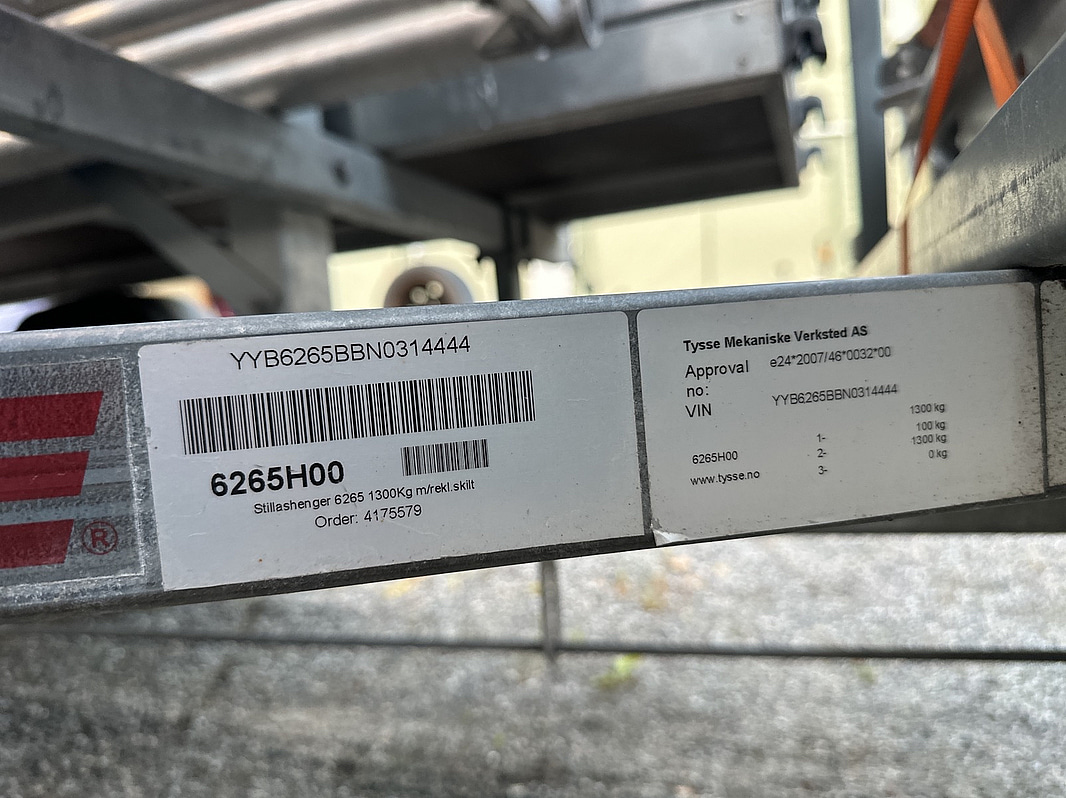 YYB6265BBN0314444
6265H00
Stillashenger 6265 1300Kg m/rekl.skilt
Order: 4175579
®
Tysse Mekaniske Verksted AS
Approval no: e24*2007/46*0032*00
VIN YYB6265BBN0314444
1300 kg
1- 100 kg
6265H00 2- 1300 kg
www.tysse.no 3- 0 kg